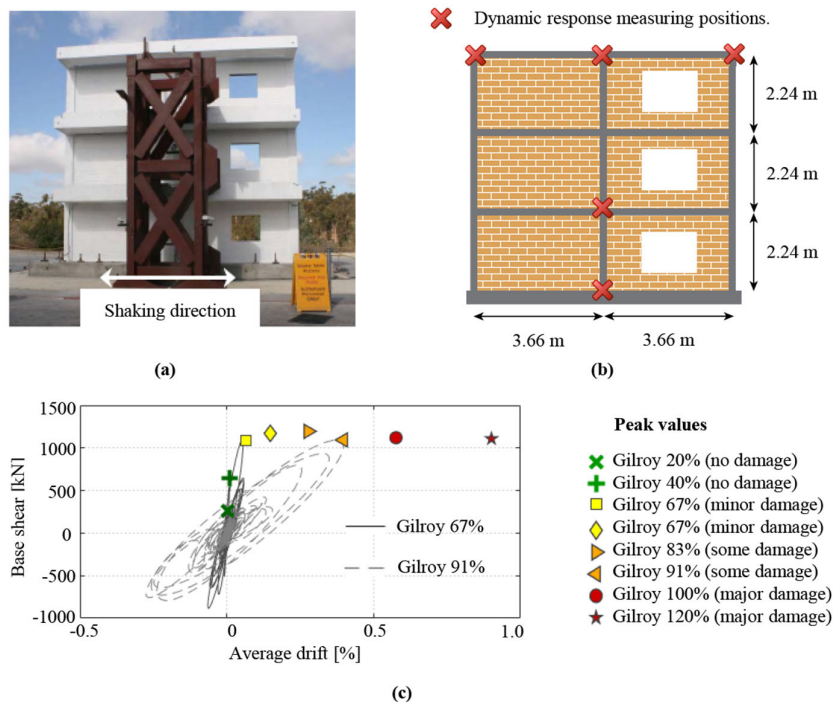 Dynamic response measuring positions.
Shaking direction
2.24 m
2.24 m
2.24 m
3.66 m
3.66 m
(a)
(b)
1500
1000
500
0
-500
-1000
Base shear [kN]
-0.5
0
0.5
1.0
Average drift [%]
Gilroy 67%
Gilroy 91%
Peak values
Gilroy 20% (no damage)
Gilroy 40% (no damage)
Gilroy 67% (minor damage)
Gilroy 67% (minor damage)
Gilroy 83% (some damage)
Gilroy 91% (some damage)
Gilroy 100% (major damage)
Gilroy 120% (major damage)
(c)